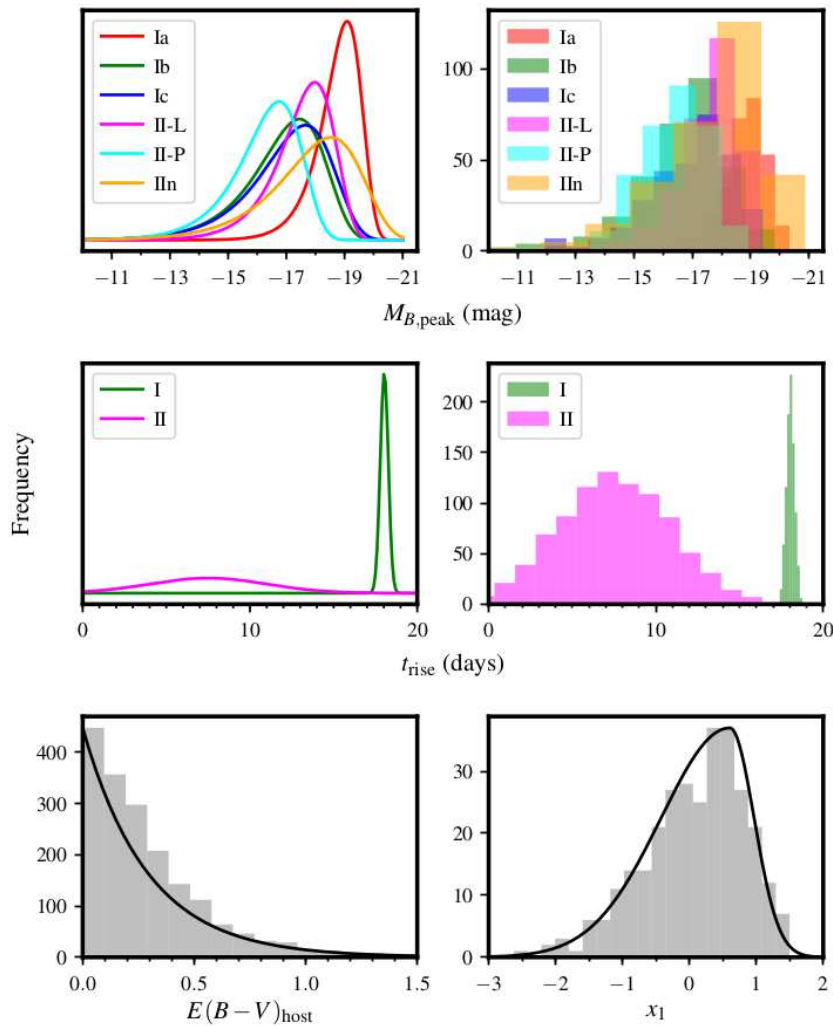 Ia
Ib
Ic
II-L
II-P
IIn
−11 −13 −15 −17 −19 −21
100
50
0
Ia
Ib
Ic
II-L
II-P
IIn
−11 −13 −15 −17 −19 −21
M_B,peak (mag)
Frequency
I
II
0 10 20
200
150
100
50
0
I
II
0 10 20
t_rise (days)
400
300
200
100
0
0.0 0.5 1.0 1.5
E(B−V)_host
30
20
10
0
−3 −2 −1 0 1 2
x_1